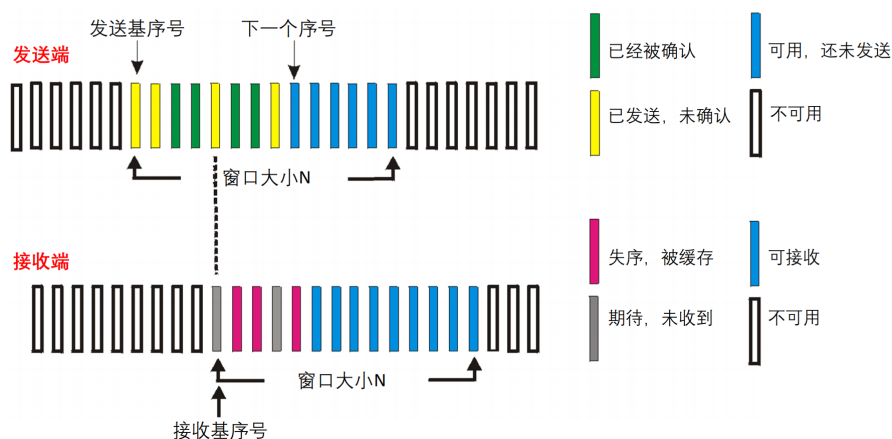 发送基序号
下一个序号
发送端
已经被确认
可用，还未发送
已发送，未确认
不可用
窗口大小N
接收端
失序，被缓存
可接收
期待，未收到
不可用
窗口大小N
接收基序号